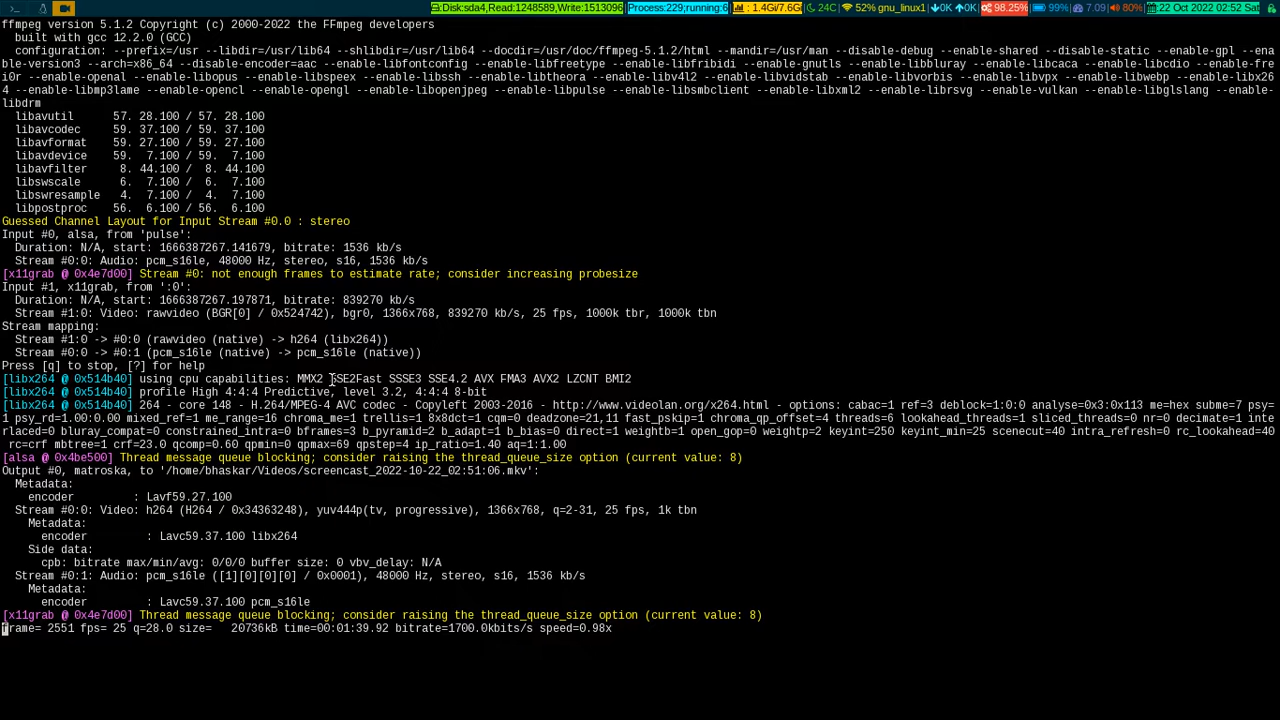 Disk:sda4,Read:1248589,Write:1513096 Process:229;running:6 : 1.4Gi/7.6Gi 24C 52% gnu_linux1 0K 0K 98.25% 99% 7.09 80% 22 Oct 2022 02:52 Sat
ffmpeg version 5.1.2 Copyright (c) 2000-2022 the FFmpeg developers
built with gcc 12.2.0 (GCC)
configuration: --prefix=/usr --libdir=/usr/lib64 --shlibdir=/usr/lib64 --docdir=/usr/doc/ffmpeg-5.1.2/html --mandir=/usr/man --disable-debug --enable-shared --disable-static --enable-gpl --ena
ble-version3 --arch=x86_64 --disable-encoder=aac --enable-libfontconfig --enable-libfreetype --enable-libfribidi --enable-gnutls --enable-libbluray --enable-libcaca --enable-libcdio --enable-fre
i0r --enable-openal --enable-libopus --enable-libspeex --enable-libssh --enable-libtheora --enable-libv4l2 --enable-libvidstab --enable-libvorbis --enable-libvpx --enable-libwebp --enable-libx26
4 --enable-libmp3lame --enable-opencl --enable-opengl --enable-libopenjpeg --enable-libpulse --enable-libsmbclient --enable-libxml2 --enable-librsvg --enable-vulkan --enable-libglslang --enable-
libdrm
libavutil 57. 28.100 / 57. 28.100
libavcodec 59. 37.100 / 59. 37.100
libavformat 59. 27.100 / 59. 27.100
libavdevice 59. 7.100 / 59. 7.100
libavfilter 8. 44.100 / 8. 44.100
libswscale 6. 7.100 / 6. 7.100
libswresample 4. 7.100 / 4. 7.100
libpostproc 56. 6.100 / 56. 6.100
Guessed Channel Layout for Input Stream #0.0 : stereo
Input #0, alsa, from 'pulse':
Duration: N/A, start: 1666387267.141679, bitrate: 1536 kb/s
Stream #0:0: Audio: pcm_s16le, 48000 Hz, stereo, s16, 1536 kb/s
[x11grab @ 0x4e7d00] Stream #0: not enough frames to estimate rate; consider increasing probesize
Input #1, x11grab, from ':0':
Duration: N/A, start: 1666387267.197871, bitrate: 839270 kb/s
Stream #1:0: Video: rawvideo (BGR[0] / 0x524742), bgr0, 1366x768, 839270 kb/s, 25 fps, 1000k tbr, 1000k tbn
Stream mapping:
Stream #1:0 -> #0:0 (rawvideo (native) -> h264 (libx264))
Stream #0:0 -> #0:1 (pcm_s16le (native) -> pcm_s16le (native))
Press [q] to stop, [?] for help
[libx264 @ 0x514b40] using cpu capabilities: MMX2 SSE2Fast SSSE3 SSE4.2 AVX FMA3 AVX2 LZCNT BMI2
[libx264 @ 0x514b40] profile High 4:4:4 Predictive, level 3.2, 4:4:4 8-bit
[libx264 @ 0x514b40] 264 - core 148 - H.264/MPEG-4 AVC codec - Copyleft 2003-2016 - http://www.videolan.org/x264.html - options: cabac=1 ref=3 deblock=1:0:0 analyse=0x3:0x113 me=hex subme=7 psy=
1 psy_rd=1.00:0.00 mixed_ref=1 me_range=16 chroma_me=1 trellis=1 8x8dct=1 cqm=0 deadzone=21,11 fast_pskip=1 chroma_qp_offset=4 threads=6 lookahead_threads=1 sliced_threads=0 nr=0 decimate=1 inte
rlaced=0 bluray_compat=0 constrained_intra=0 bframes=3 b_pyramid=2 b_adapt=1 b_bias=0 direct=1 weightb=1 open_gop=0 weightp=2 keyint=250 keyint_min=25 scenecut=40 intra_refresh=0 rc_lookahead=40
rc=crf mbtree=1 crf=23.0 qcomp=0.60 qpmin=0 qpmax=69 qpstep=4 ip_ratio=1.40 aq=1:1.00
[alsa @ 0x4be500] Thread message queue blocking; consider raising the thread_queue_size option (current value: 8)
Output #0, matroska, to '/home/bhaskar/Videos/screencast_2022-10-22_02:51:06.mkv':
Metadata:
encoder : Lavf59.27.100
Stream #0:0: Video: h264 (H264 / 0x34363248), yuv444p(tv, progressive), 1366x768, q=2-31, 25 fps, 1k tbn
Metadata:
encoder : Lavc59.37.100 libx264
Side data:
cpb: bitrate max/min/avg: 0/0/0 buffer size: 0 vbv_delay: N/A
Stream #0:1: Audio: pcm_s16le ([1][0][0][0] / 0x0001), 48000 Hz, stereo, s16, 1536 kb/s
Metadata:
encoder : Lavc59.37.100 pcm_s16le
[x11grab @ 0x4e7d00] Thread message queue blocking; consider raising the thread_queue_size option (current value: 8)
frame= 2551 fps= 25 q=28.0 size= 20736kB time=00:01:39.92 bitrate=1700.0kbits/s speed=0.98x